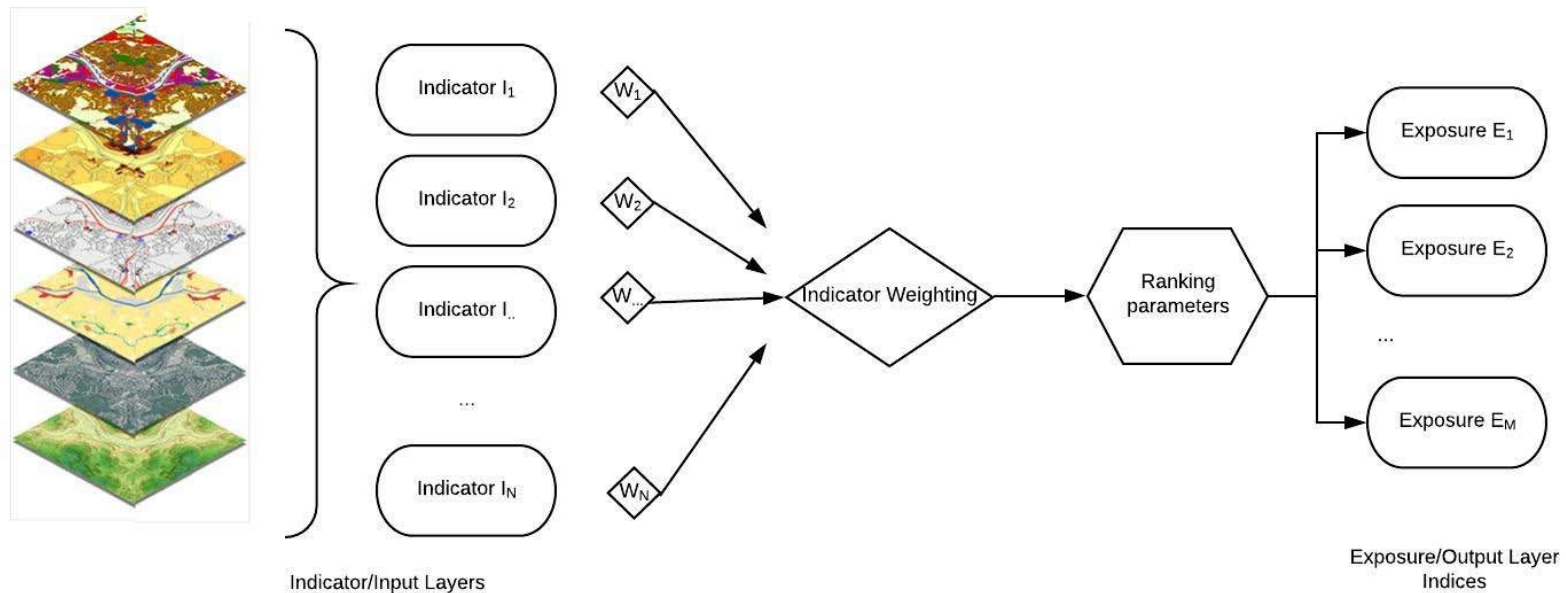 Indicator I₁
W₁
Indicator I₂
W₂
Indicator I..
W...
...
Indicator Iₙ
Wₙ
Indicator Weighting
Ranking
parameters
Exposure E₁
Exposure E₂
...
Exposure Eₘ
Indicator/Input Layers
Exposure/Output Layer
Indices